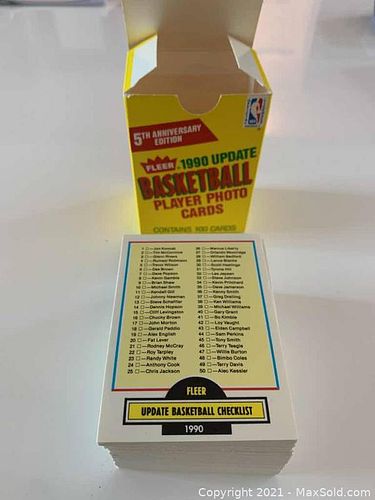 5TH ANNIVERSARY
EDITION
FLEER
1990 UPDATE
BASKETBALL
PLAYER PHOTO
CARDS
CONTAINS 100 CARDS
1 □—Jon Koncak
2 □—Tim McCormick
3 □—Glenn Rivers
4 □—Rumeal Robinson
5 □—Kevin Wilson
6 □—Dee Brown
7 □—Dave Popson
8 □—Kevin Gamble
9 □—Brian Shaw
10 □—Michael Smith
11 □—Kendall Gill
12 □—Johnny Newman
13 □—Steve Scheffler
14 □—Dennis Hopson
15 □—Cliff Levingston
16 □—Chucky Brown
17 □—John Morton
18 □—Gerald Paddio
19 □—Alex English
20 □—Fat Lever
21 □—Rodney McCray
22 □—Roy Tarpley
23 □—Randy White
24 □—Anthony Cook
25 □—Chris Jackson
26 □—Marcus Liberty
27 □—Orlando Woolridge
28 □—William Bedford
29 □—Lance Blanks
30 □—Scott Hastings
31 □—Tyrone Hill
32 □—Les Jepsen
33 □—Steve Johnson
34 □—Kevin Pritchard
35 □—Dave Jamerson
36 □—Kenny Smith
37 □—Greg Dreiling
38 □—Ken Williams
39 □—Micheal Williams
40 □—Gary Grant
41 □—Bo Kimble
42 □—Loy Vaught
43 □—Elden Campbell
44 □—Sam Perkins
45 □—Tony Smith
46 □—Terry Teagle
47 □—Willie Burton
48 □—Bimbo Coles
49 □—Terry Davis
50 □—Alec Kessler
FLEER
UPDATE BASKETBALL CHECKLIST
1990
Copyright © 2021 - MaxSold.com